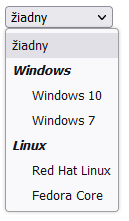 žiadny
žiadny
Windows
Windows 10
Windows 7
Linux
Red Hat Linux
Fedora Core